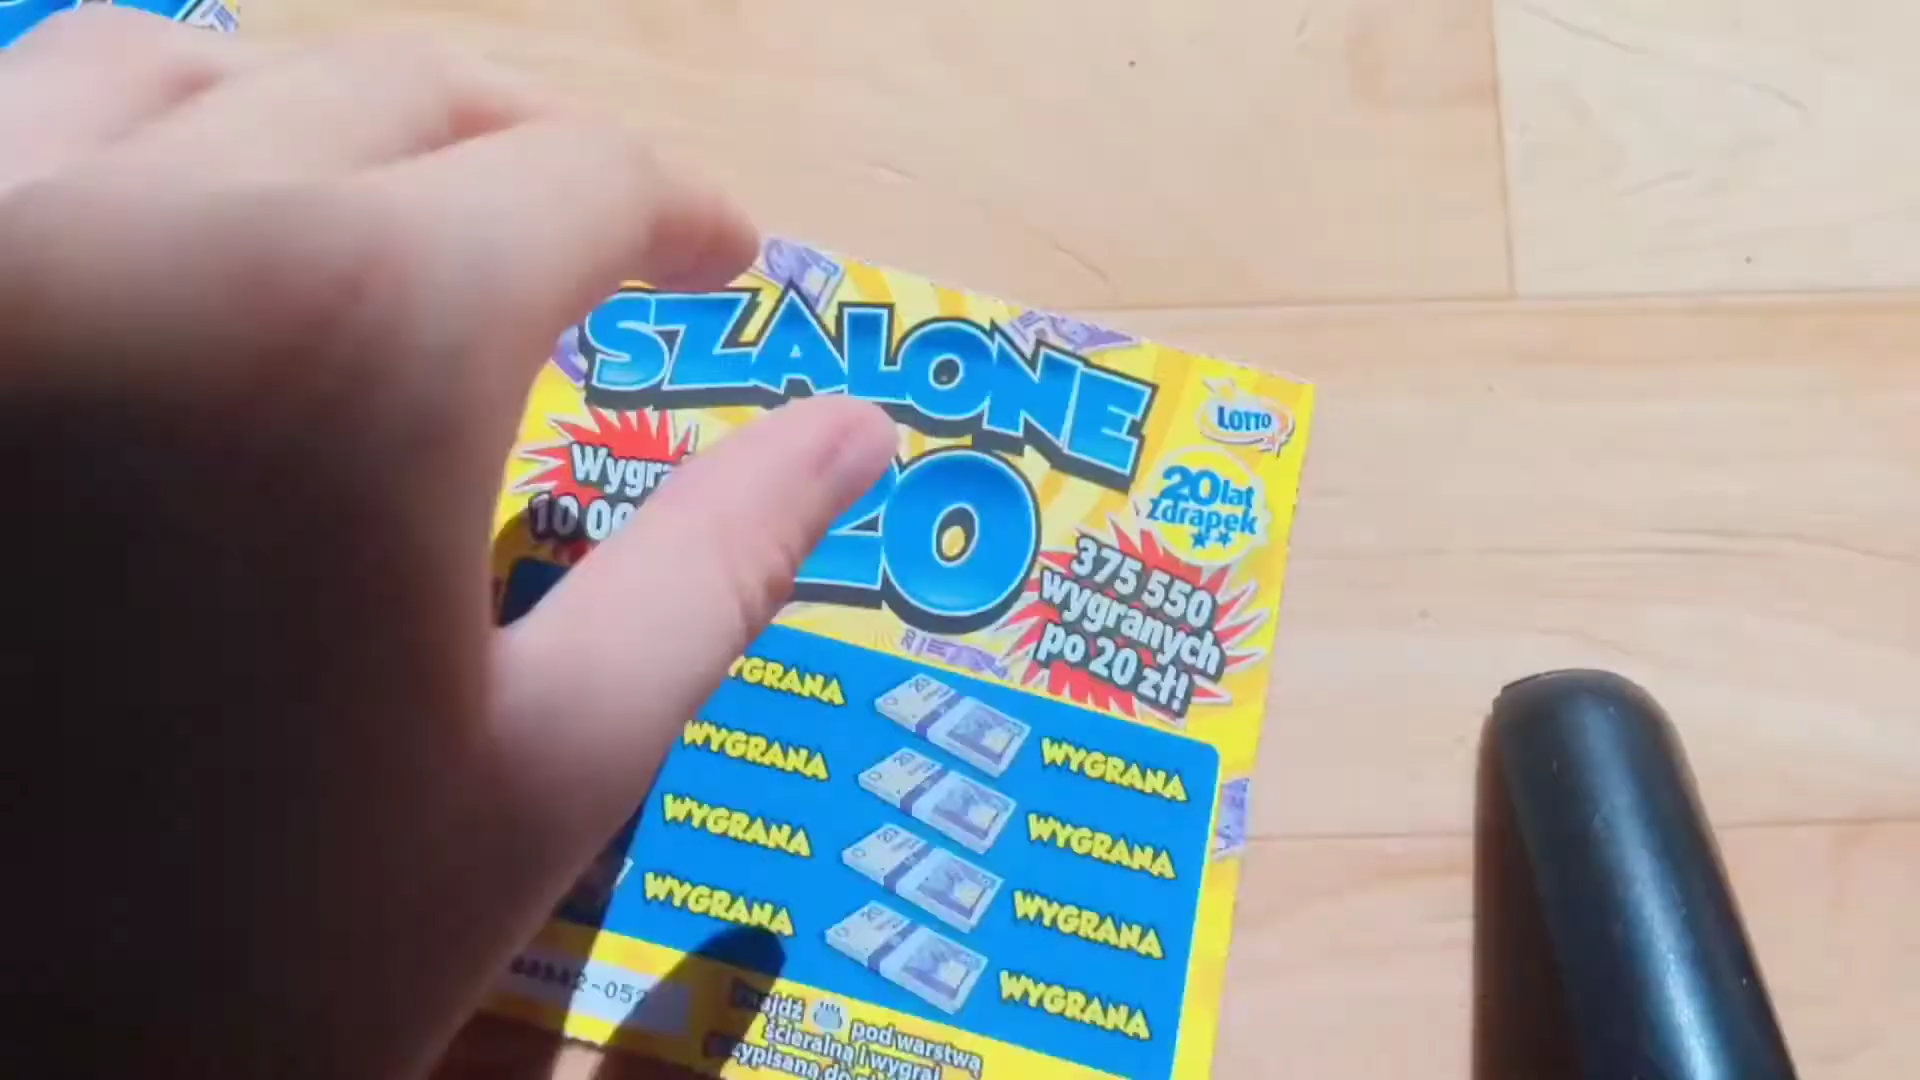 SZALONE
20
LOTTO
20 lat
Zdrapek
375 550
wygranych
po 20 zł!
WYGRANA
WYGRANA
WYGRANA
WYGRANA
WYGRANA
WYGRANA
WYGRANA
pod warstwą
ścieralną i wygraj